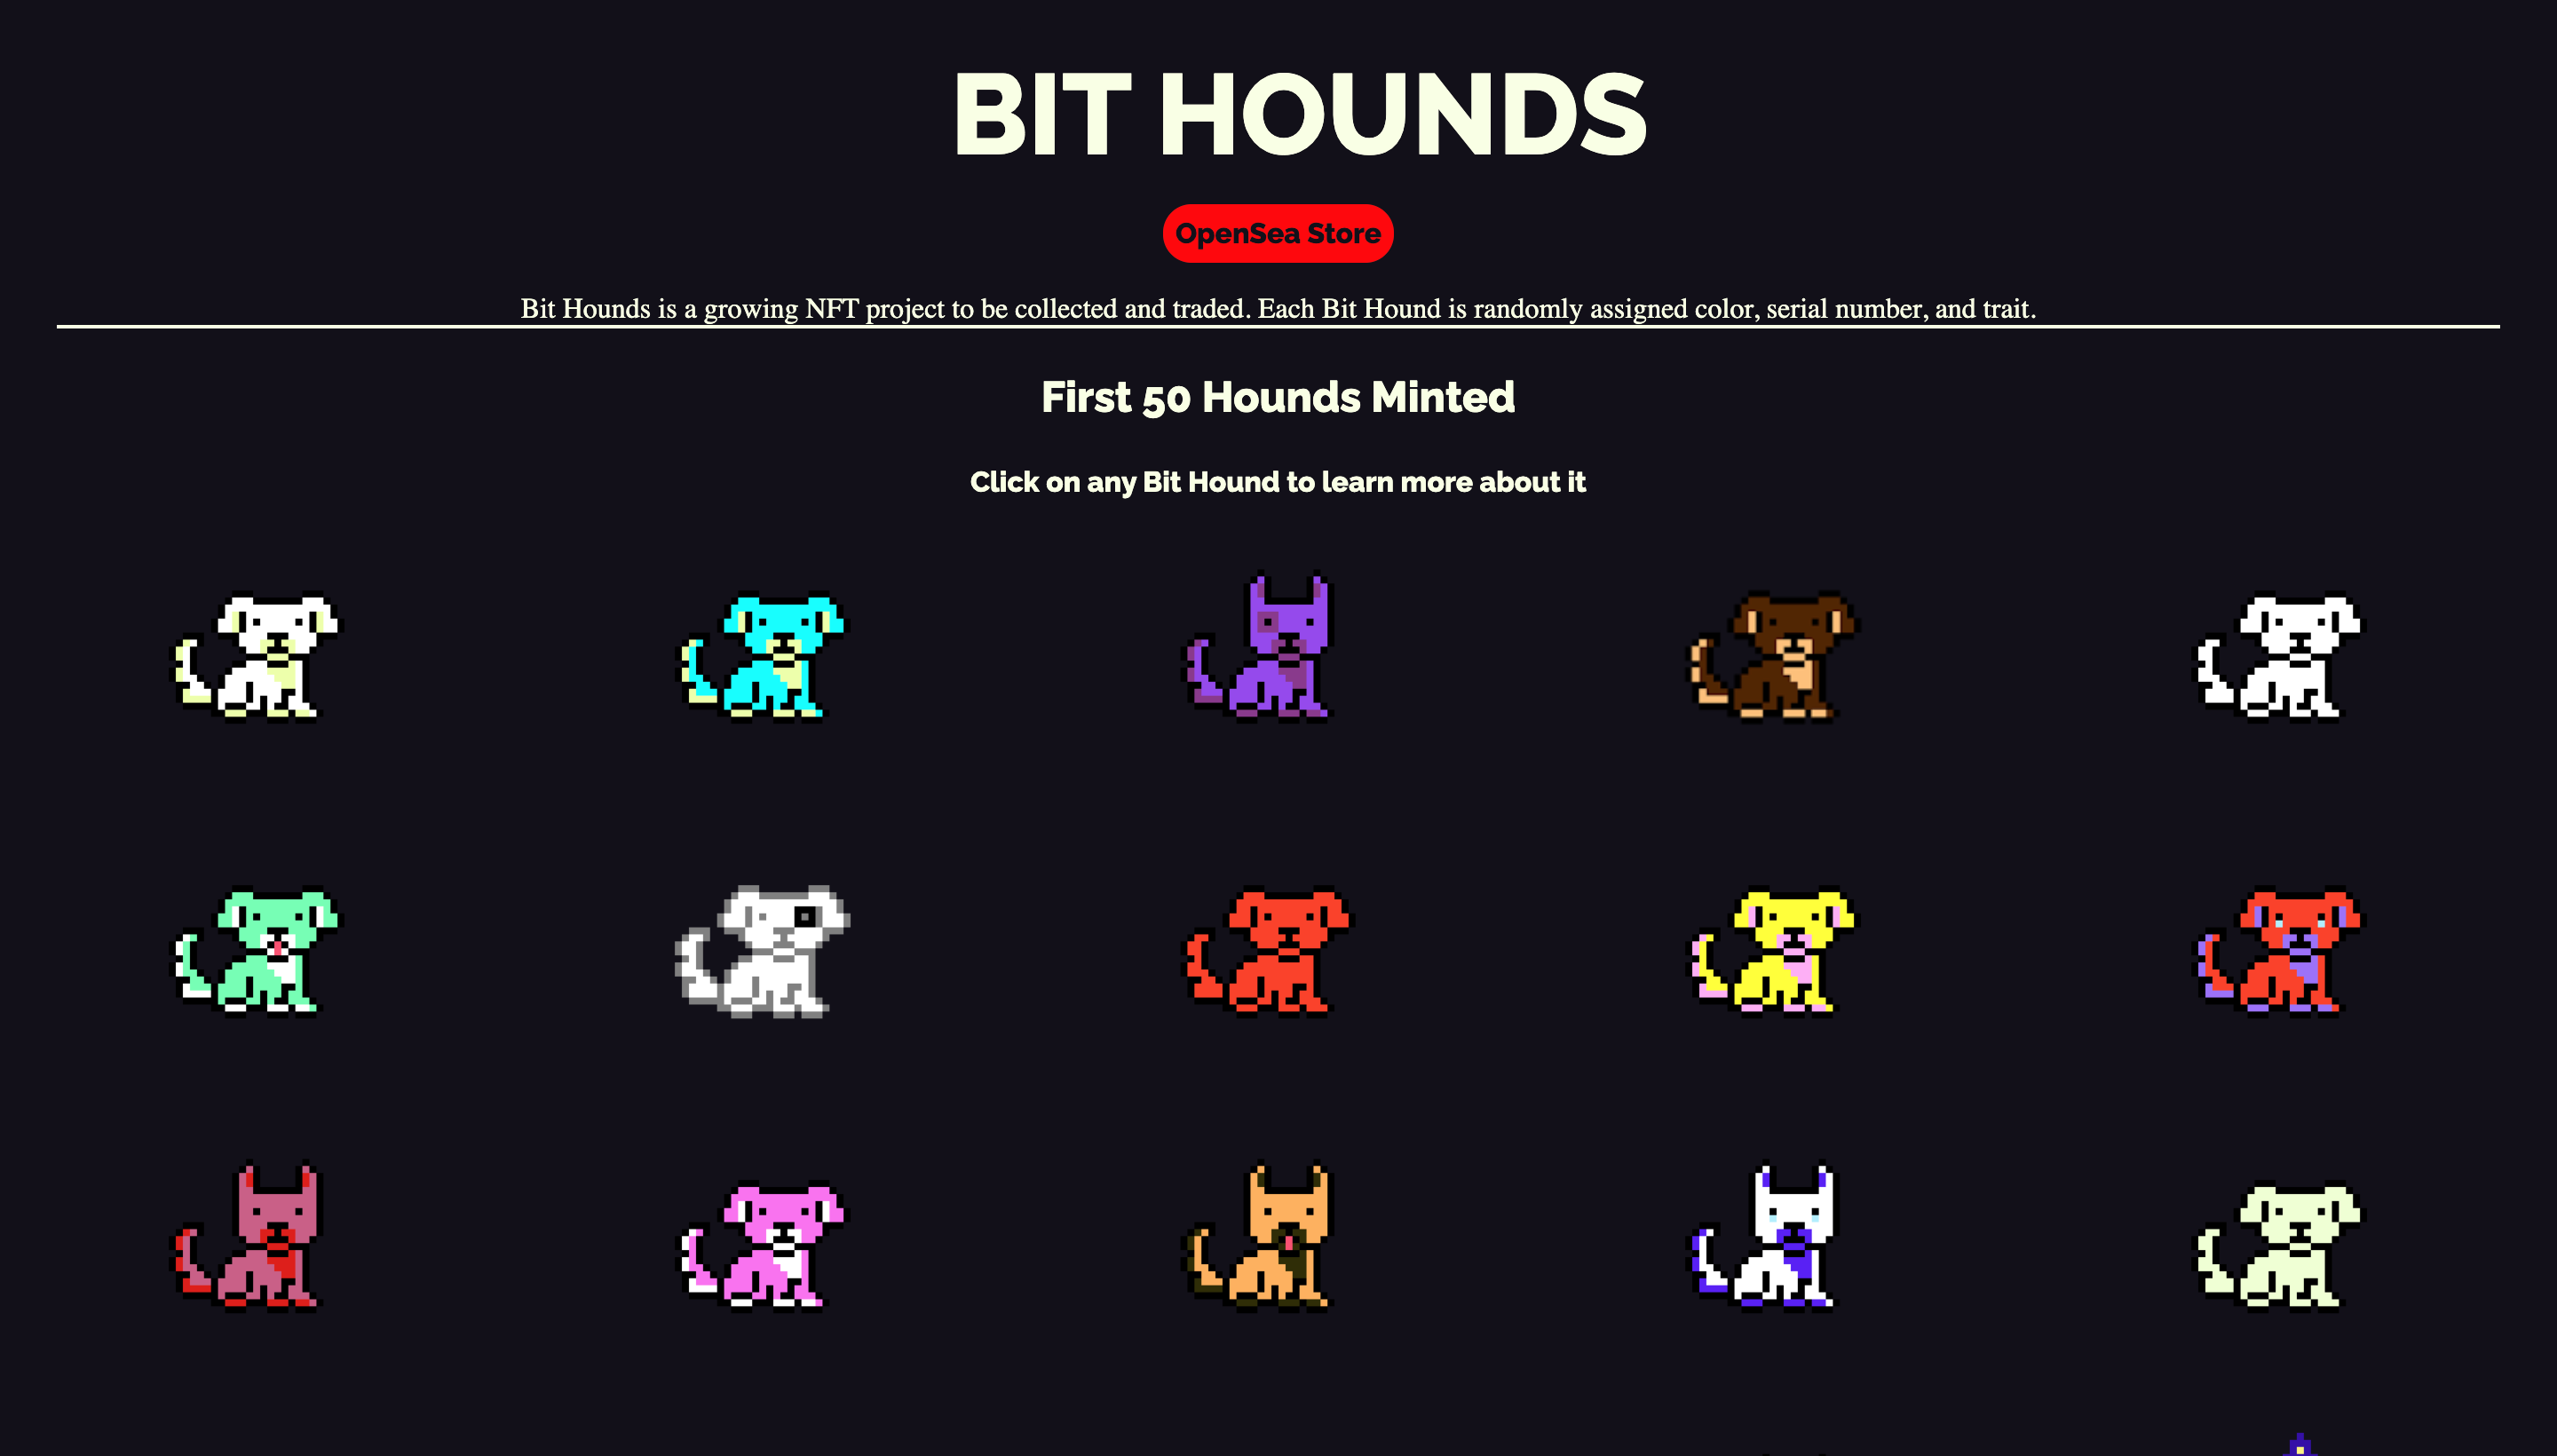 BIT HOUNDS
OpenSea Store
Bit Hounds is a growing NFT project to be collected and traded. Each Bit Hound is randomly assigned color, serial number, and trait.
First 50 Hounds Minted
Click on any Bit Hound to learn more about it